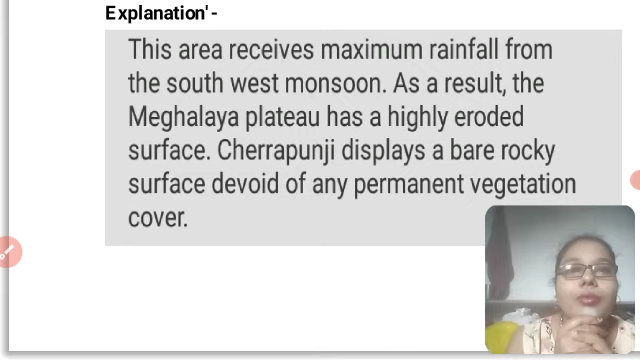 Explanation'-
This area receives maximum rainfall from
the south west monsoon. As a result, the
Meghalaya plateau has a highly eroded
surface. Cherrapunji displays a bare rocky
surface devoid of any permanent vegetation
cover.